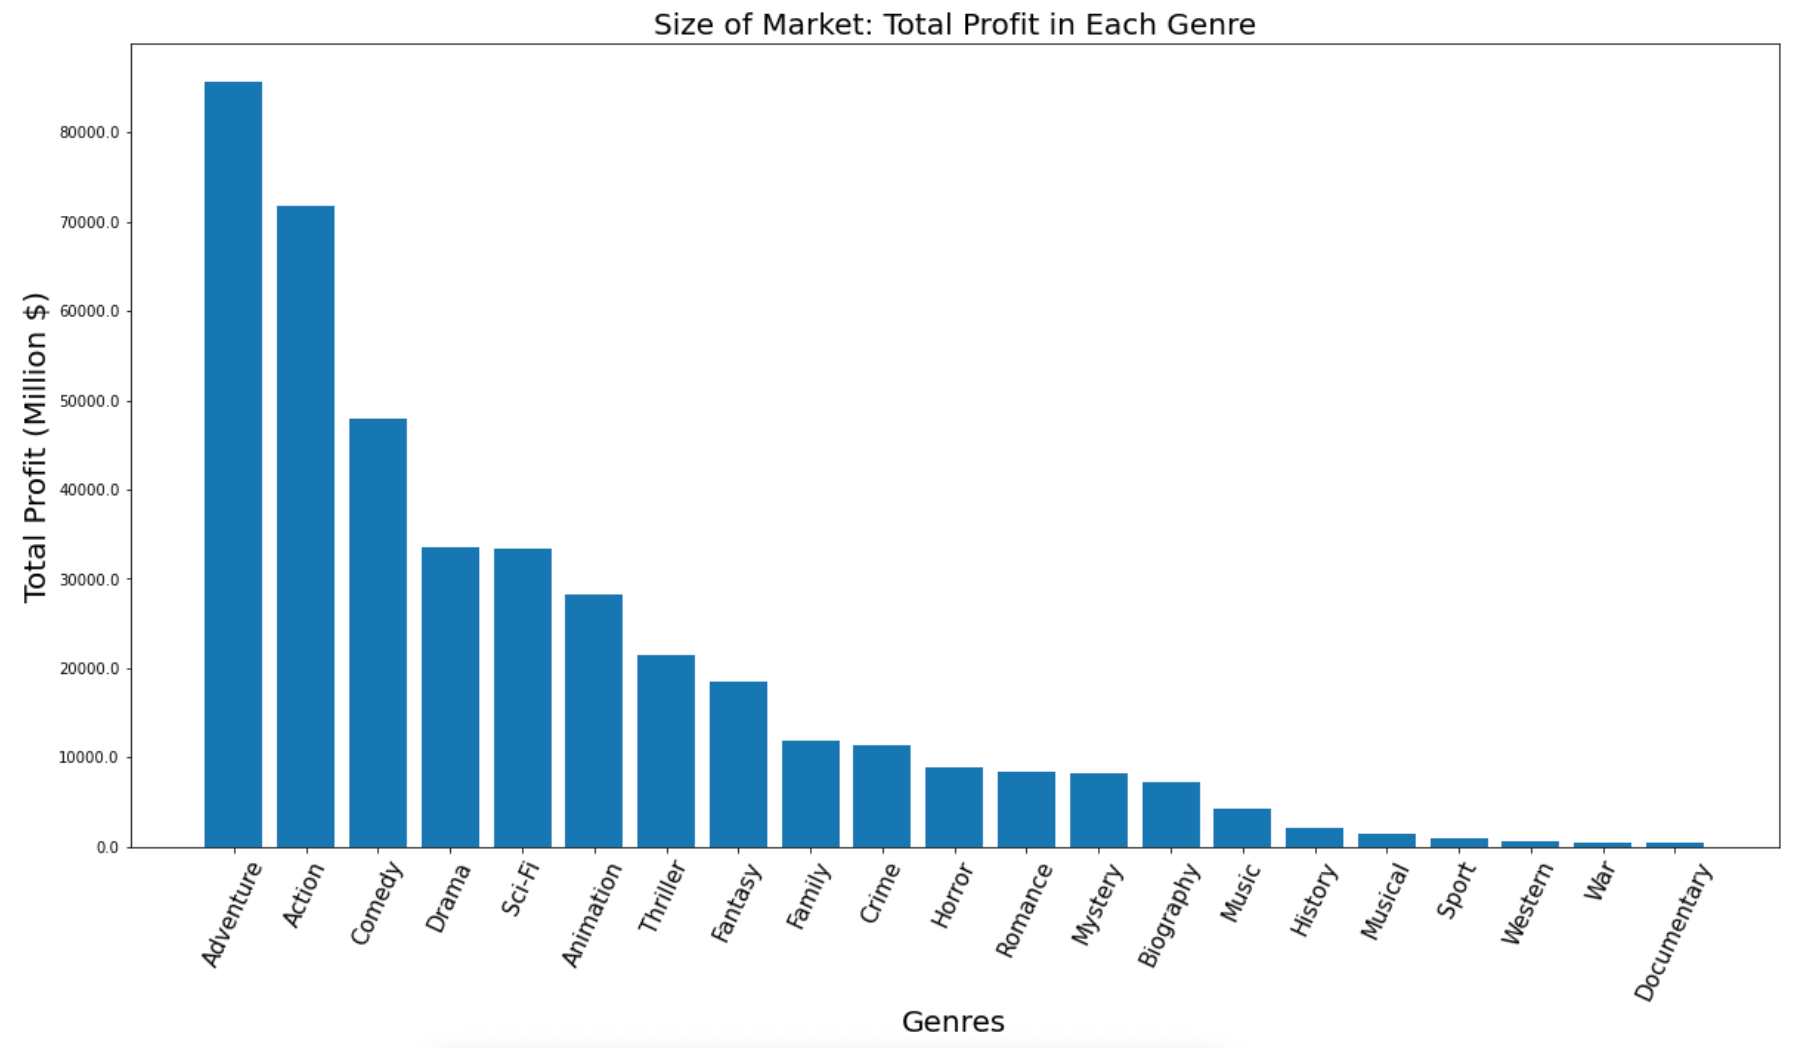 Size of Market: Total Profit in Each Genre
Total Profit (Million $)
80000.0
70000.0
60000.0
50000.0
40000.0
30000.0
20000.0
10000.0
0.0
Adventure
Action
Comedy
Drama
Sci-Fi
Animation
Thriller
Fantasy
Family
Crime
Horror
Romance
Mystery
Biography
Music
History
Musical
Sport
Western
War
Documentary
Genres